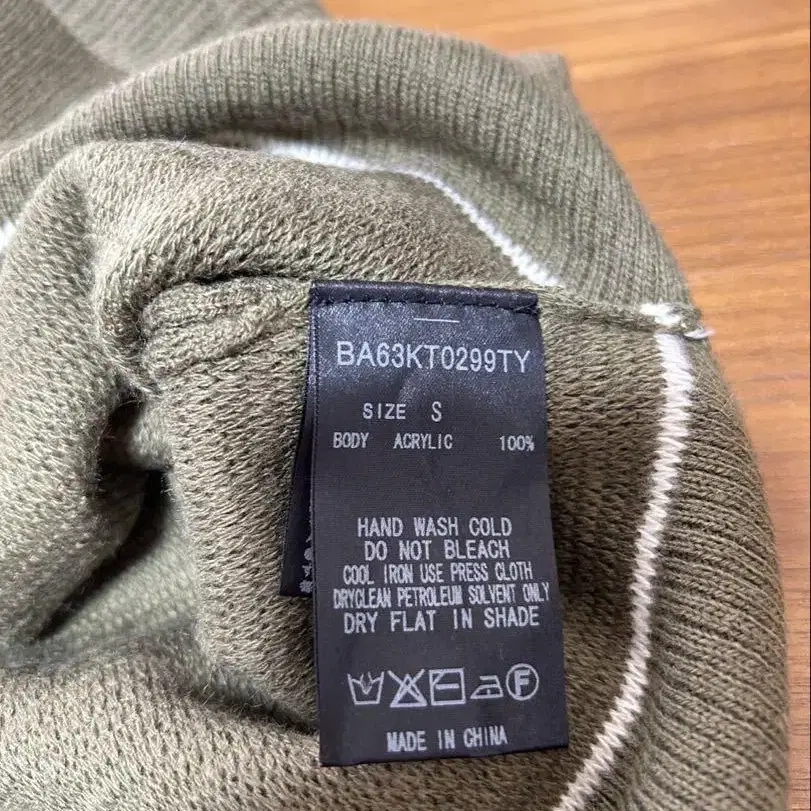 BA63KT0299TY
SIZE S
BODY ACRYLIC 100%
HAND WASH COLD
DO NOT BLEACH
COOL IRON USE PRESS CLOTH
DRYCLEAN PETROLEUM SOLVENT ONLY
DRY FLAT IN SHADE
F
MADE IN CHINA